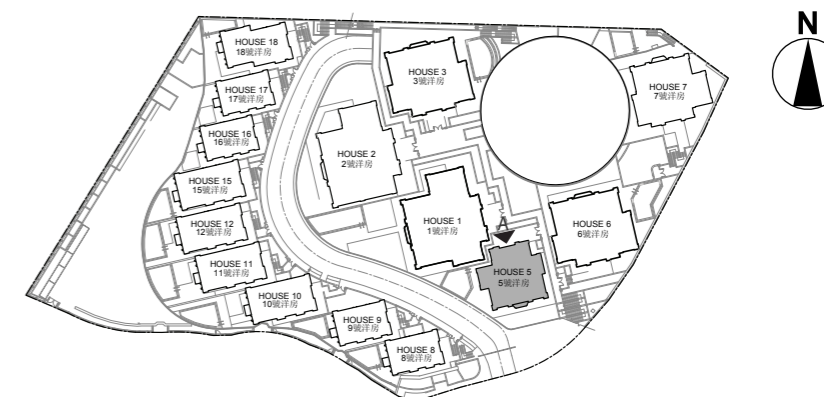 N
HOUSE 18
18號洋房
HOUSE 17
17號洋房
HOUSE 16
16號洋房
HOUSE 15
15號洋房
HOUSE 12
12號洋房
HOUSE 11
11號洋房
HOUSE 10
10號洋房
HOUSE 9
9號洋房
HOUSE 8
8號洋房
HOUSE 3
3號洋房
HOUSE 2
2號洋房
HOUSE 1
1號洋房
A
HOUSE 5
5號洋房
HOUSE 6
6號洋房
HOUSE 7
7號洋房